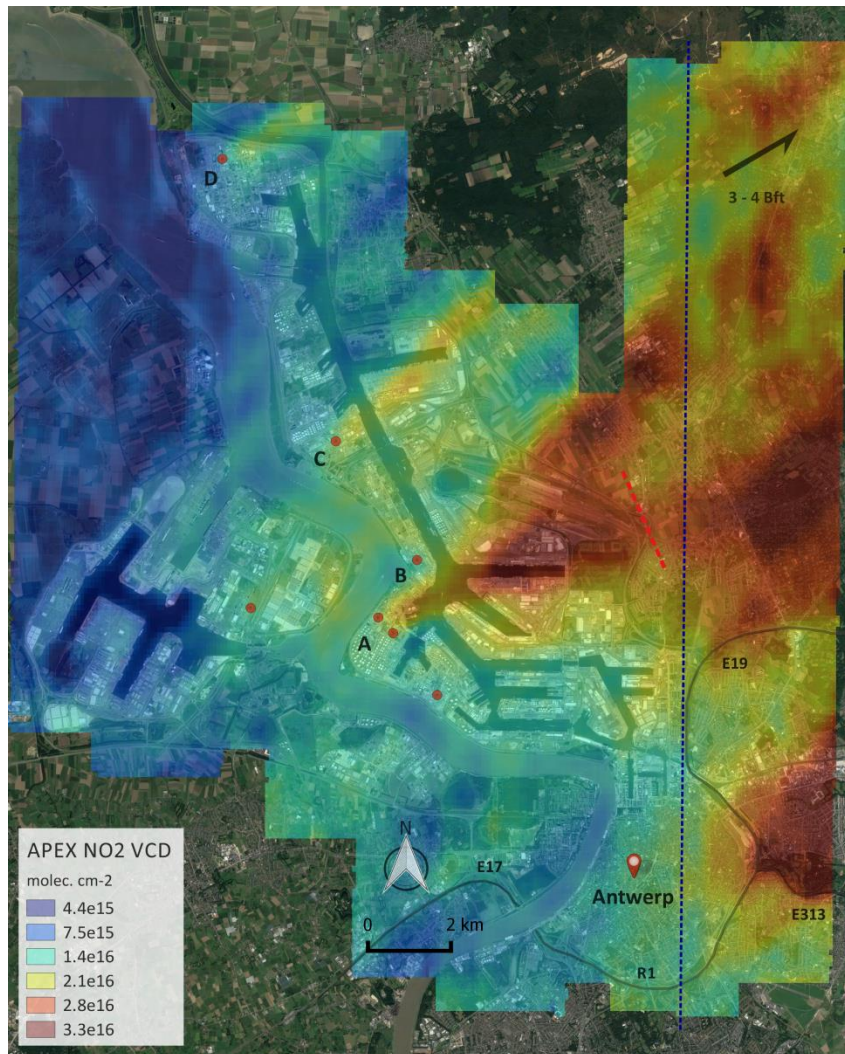 D
3 - 4 Bft
C
B
A
E19
N
E17
0
2 km
Antwerp
E313
R1
APEX NO2 VCD
molec. cm-2
4.4e15
7.5e15
1.4e16
2.1e16
2.8e16
3.3e16